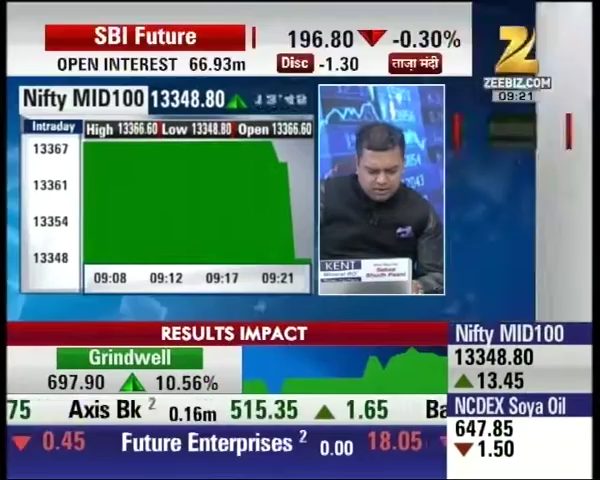 SBI Future
196.80 -0.30%
OPEN INTEREST 66.93m
Disc -1.30
ताज़ा मंदी
ZEEBIZ.COM
09:21
Nifty MID100 13348.80
Intraday
High 13366.60 Low 13348.80 Open 13366.60
13367
13361
13354
13348
09:08 09:12 09:17 09:21
KENT
RESULTS IMPACT
Grindwell
697.90 10.56%
Nifty MID100
13348.80
13.45
75 Axis Bk 2 0.16m 515.35 1.65 Ba
NCDEX Soya Oil
647.85
1.50
0.45 Future Enterprises 2 0.00 18.05